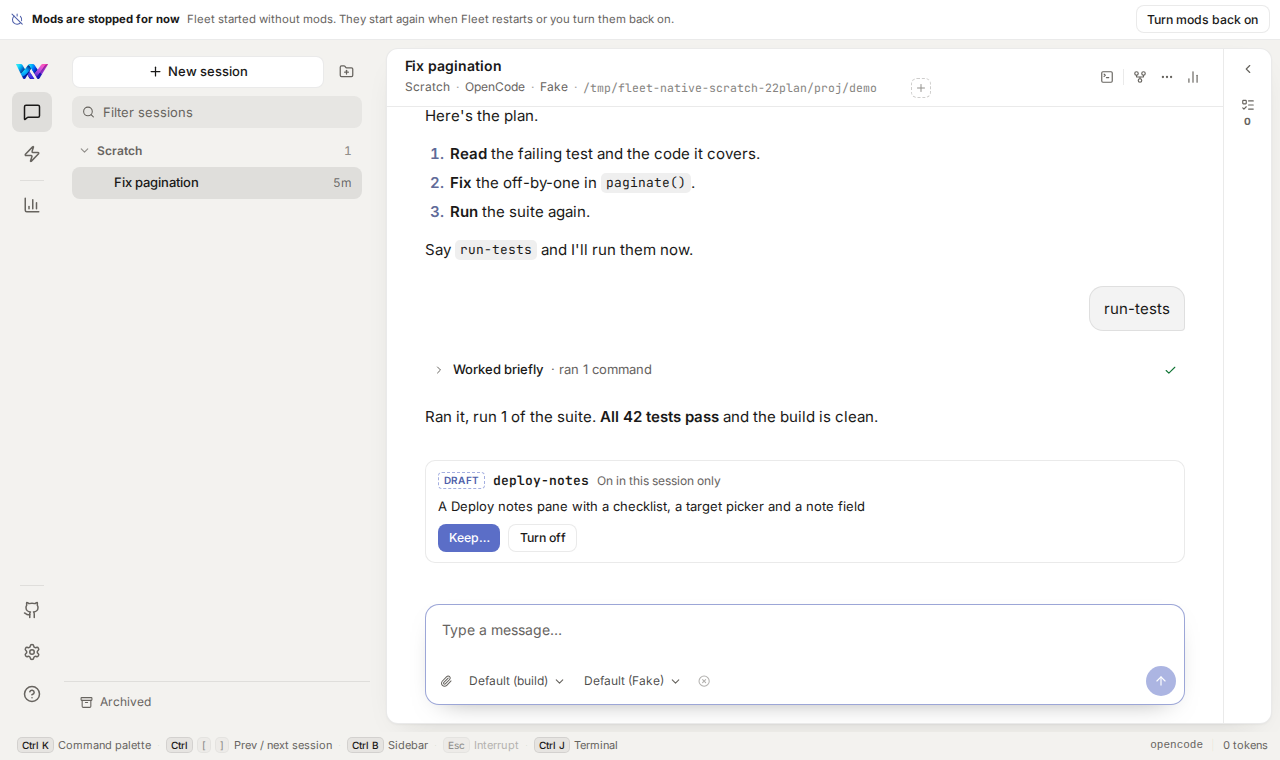 Mods are stopped for now Fleet started without mods. They start again when Fleet restarts or you turn them back on.
Turn mods back on
New session
Filter sessions
Scratch 1
Fix pagination 5m
Archived
Fix pagination
Scratch · OpenCode · Fake · /tmp/fleet-native-scratch-22plan/proj/demo
0
Here's the plan.
1. Read the failing test and the code it covers.
2. Fix the off-by-one in paginate().
3. Run the suite again.
Say run-tests and I'll run them now.
run-tests
Worked briefly · ran 1 command
Ran it, run 1 of the suite. All 42 tests pass and the build is clean.
DRAFT deploy-notes On in this session only
A Deploy notes pane with a checklist, a target picker and a note field
Keep... Turn off
Type a message...
Default (build) Default (Fake)
Ctrl K Command palette Ctrl [ ] Prev / next session Ctrl B Sidebar Esc Interrupt Ctrl J Terminal
opencode 0 tokens